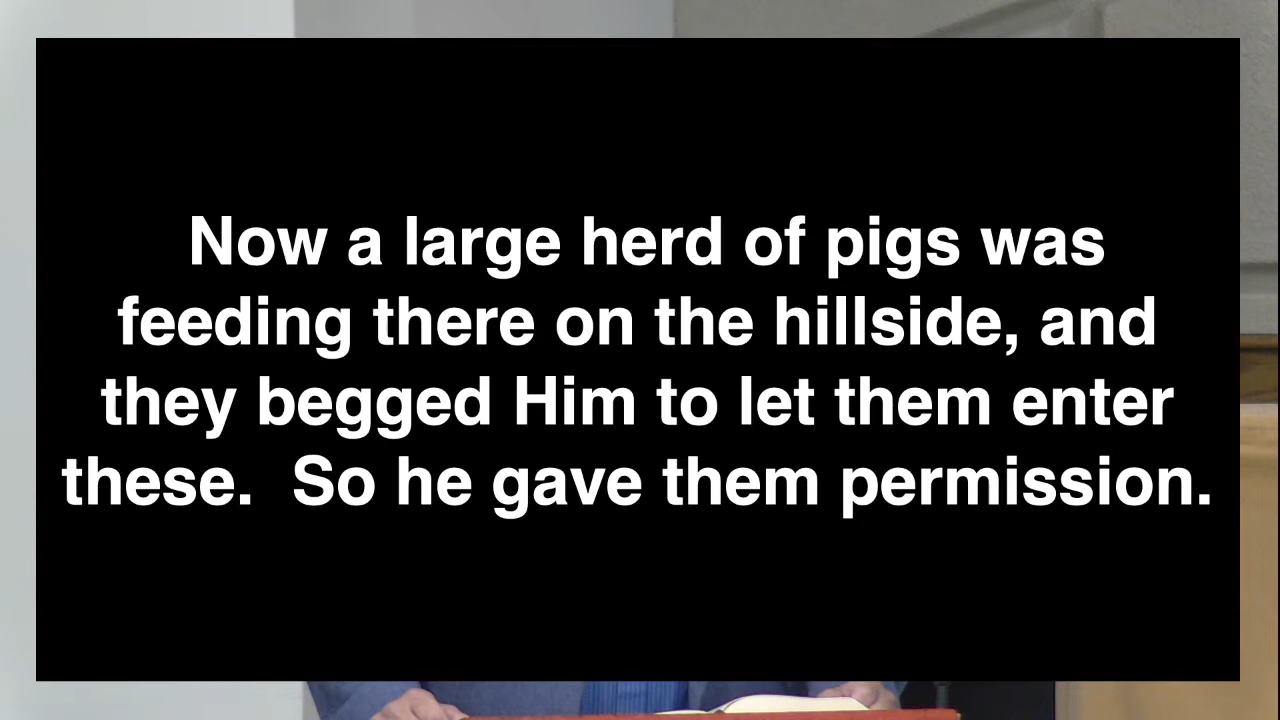 Now a large herd of pigs was
feeding there on the hillside, and
they begged Him to let them enter
these.  So he gave them permission.